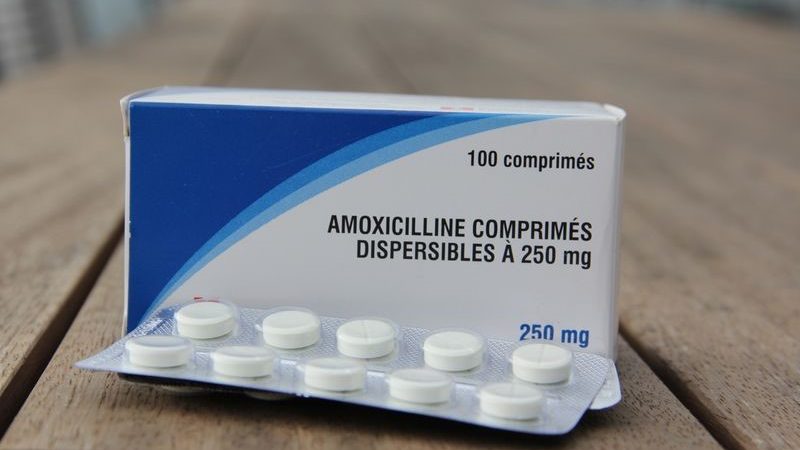 100 comprimés
AMOXICILLINE COMPRIMÉS
DISPERSIBLES À 250 mg
250 mg